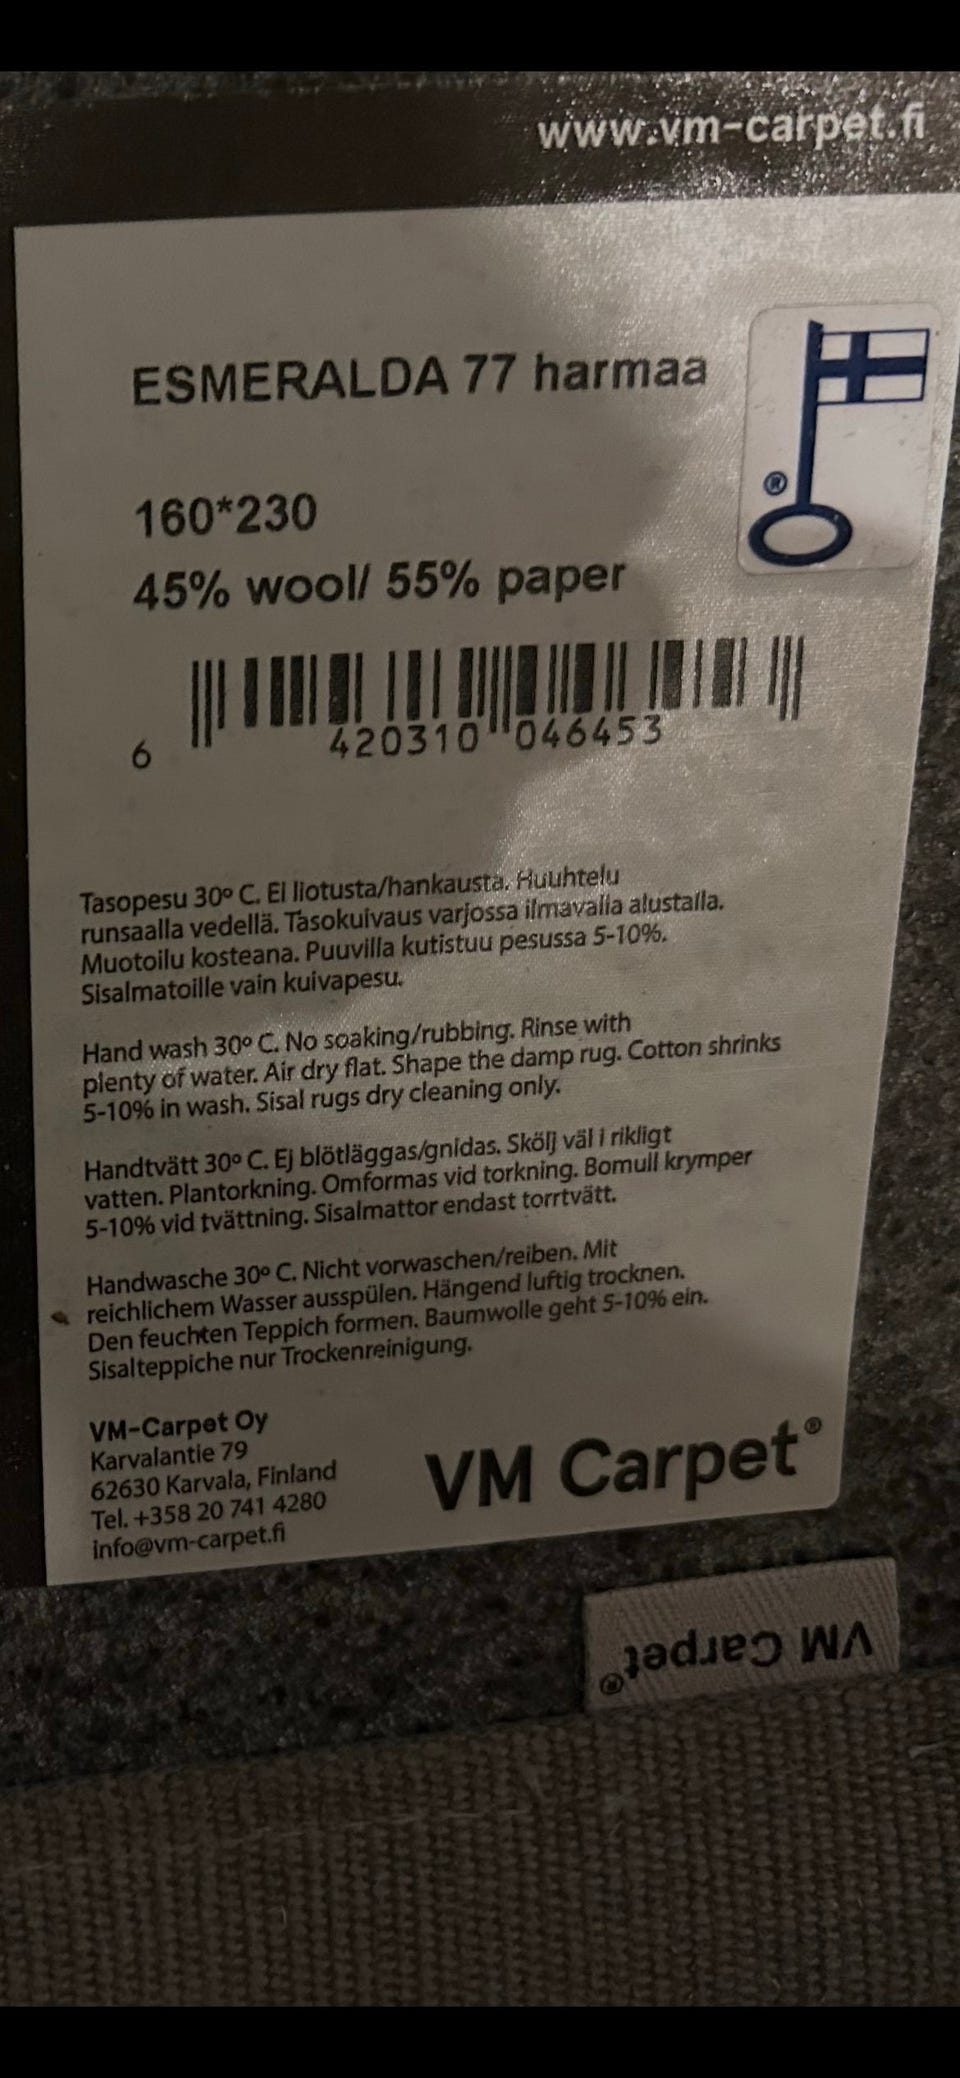 www.vm-carpet.fi
ESMERALDA 77 harmaa
®
160*230
45% wool/ 55% paper
6 420310 046453
Tasopesu 30º C. Ei liotusta/hankausta. Huuhtelu
runsaalla vedellä. Tasokuivaus varjossa ilmavalla alustalla.
Muotoilu kosteana. Puuvilla kutistuu pesussa 5-10%.
Sisalmatoille vain kuivapesu.
Hand wash 30º C. No soaking/rubbing. Rinse with
plenty of water. Air dry flat. Shape the damp rug. Cotton shrinks
5-10% in wash. Sisal rugs dry cleaning only.
Handtvätt 30º C. Ej blötläggas/gnidas. Skölj väl i rikligt
vatten. Plantorkning. Omformas vid torkning. Bomull krymper
5-10% vid tvättning. Sisalmattor endast torrtvätt.
Handwasche 30º C. Nicht vorwaschen/reiben. Mit
reichlichem Wasser ausspülen. Hängend luftig trocknen.
Den feuchten Teppich formen. Baumwolle geht 5-10% ein.
Sisalteppiche nur Trockenreinigung.
VM-Carpet Oy
Karvalantie 79
62630 Karvala, Finland
Tel. +358 20 741 4280
info@vm-carpet.fi
VM Carpet®
VM Carpet®